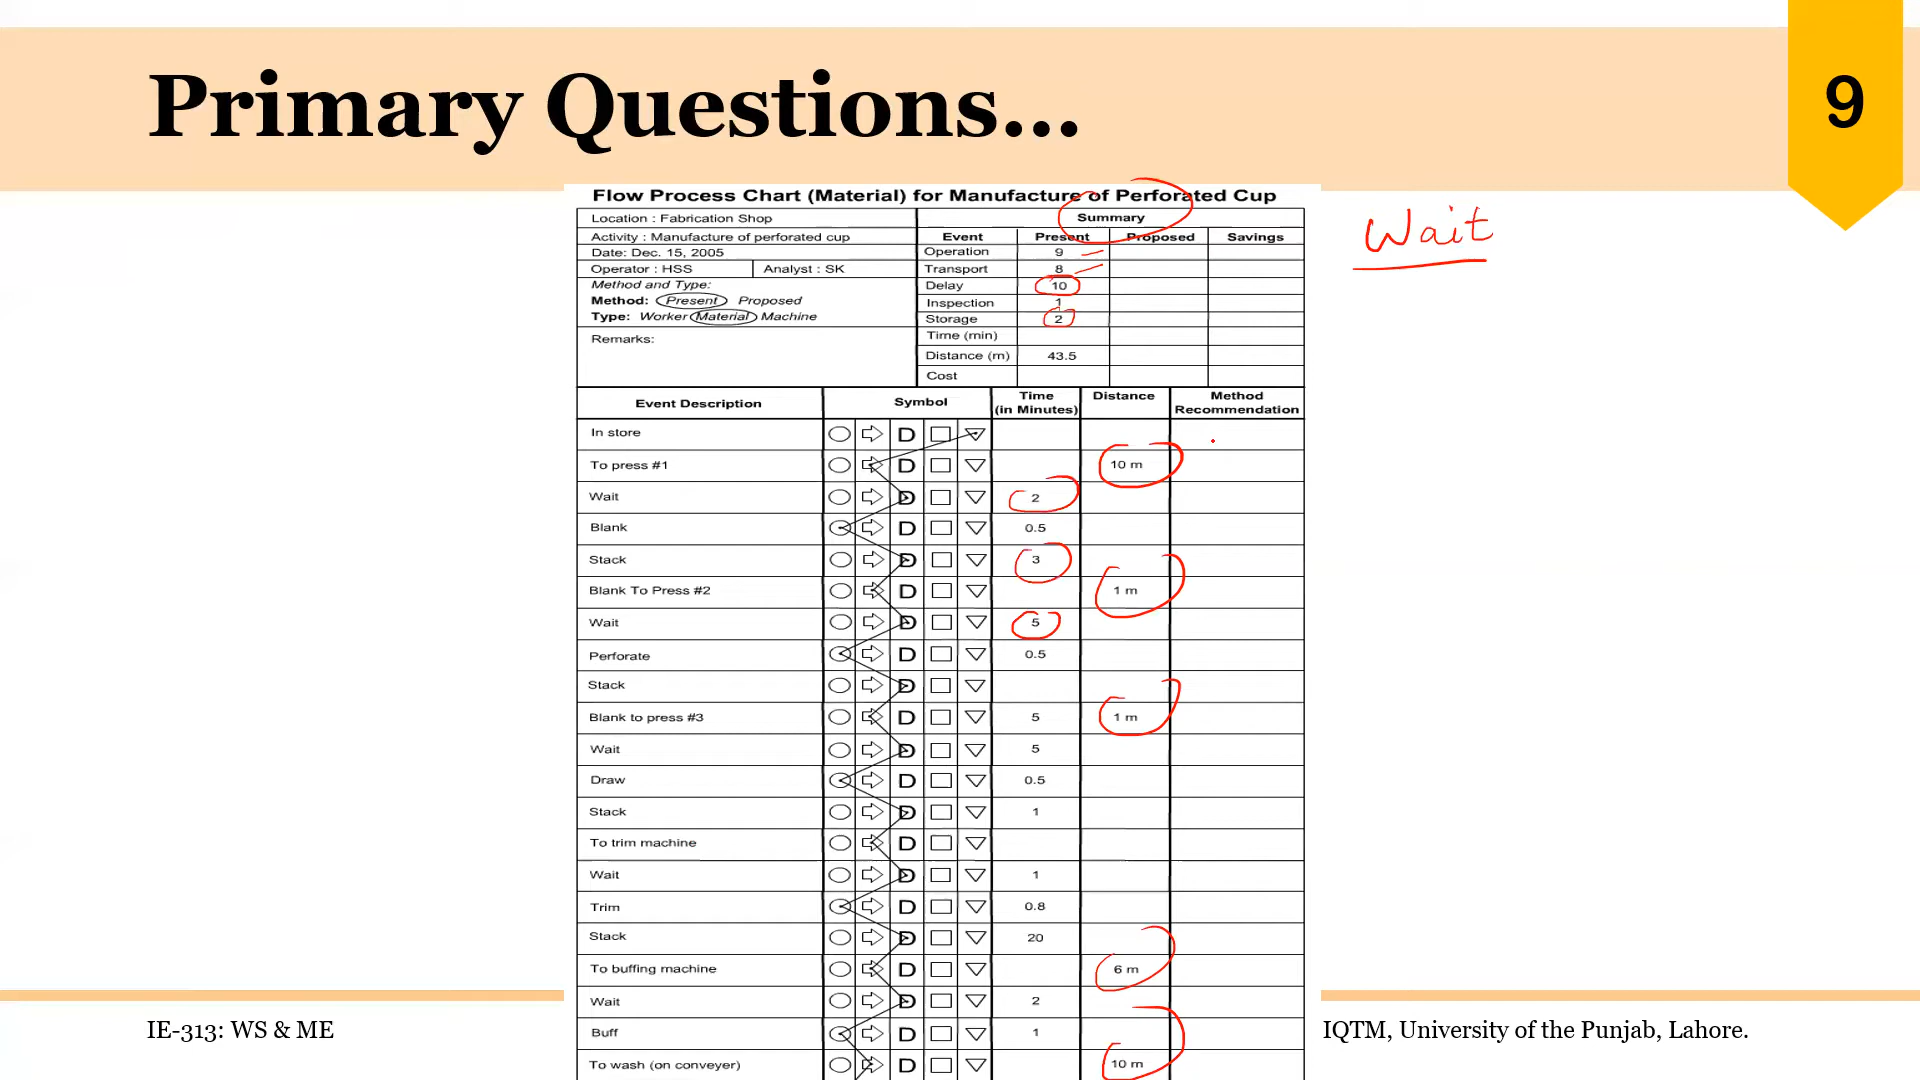 Primary Questions...
9
Flow Process Chart (Material) for Manufacture of Perforated Cup
Location : Fabrication Shop
Activity : Manufacture of perforated cup
Date: Dec. 15, 2005
Operator : HSS Analyst : SK
Method and Type:
Method: Present Proposed
Type: Worker Material Machine
Remarks:
Summary
Event Present Proposed Savings
Operation 9
Transport 8
Delay 10
Inspection 1
Storage 2
Time (min)
Distance (m) 43.5
Cost
Wait
Event Description Symbol Time (in Minutes) Distance Method Recommendation
In store D
To press #1 D 10 m
Wait D 2
Blank D 0.5
Stack D 3
Blank To Press #2 D 1 m
Wait D 5
Perforate D 0.5
Stack D
Blank to press #3 D 5 1 m
Wait D 5
Draw D 0.5
Stack D 1
To trim machine D
Wait D 1
Trim D 0.8
Stack D 20
To buffing machine D 6 m
Wait D 2
Buff D 1
To wash (on conveyer) D 10 m
IE-313: WS & ME
IQTM, University of the Punjab, Lahore.